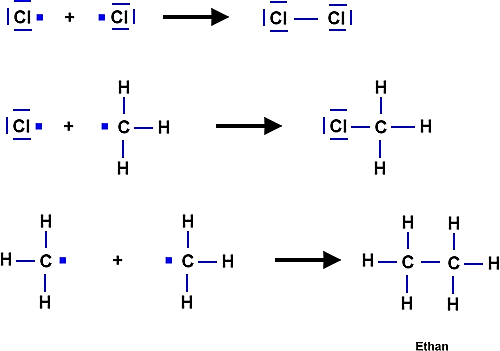 Cl + Cl Cl Cl
H H
Cl + C H Cl C H
H H
H H H H
H C + C H H C C H
H H H H
Ethan